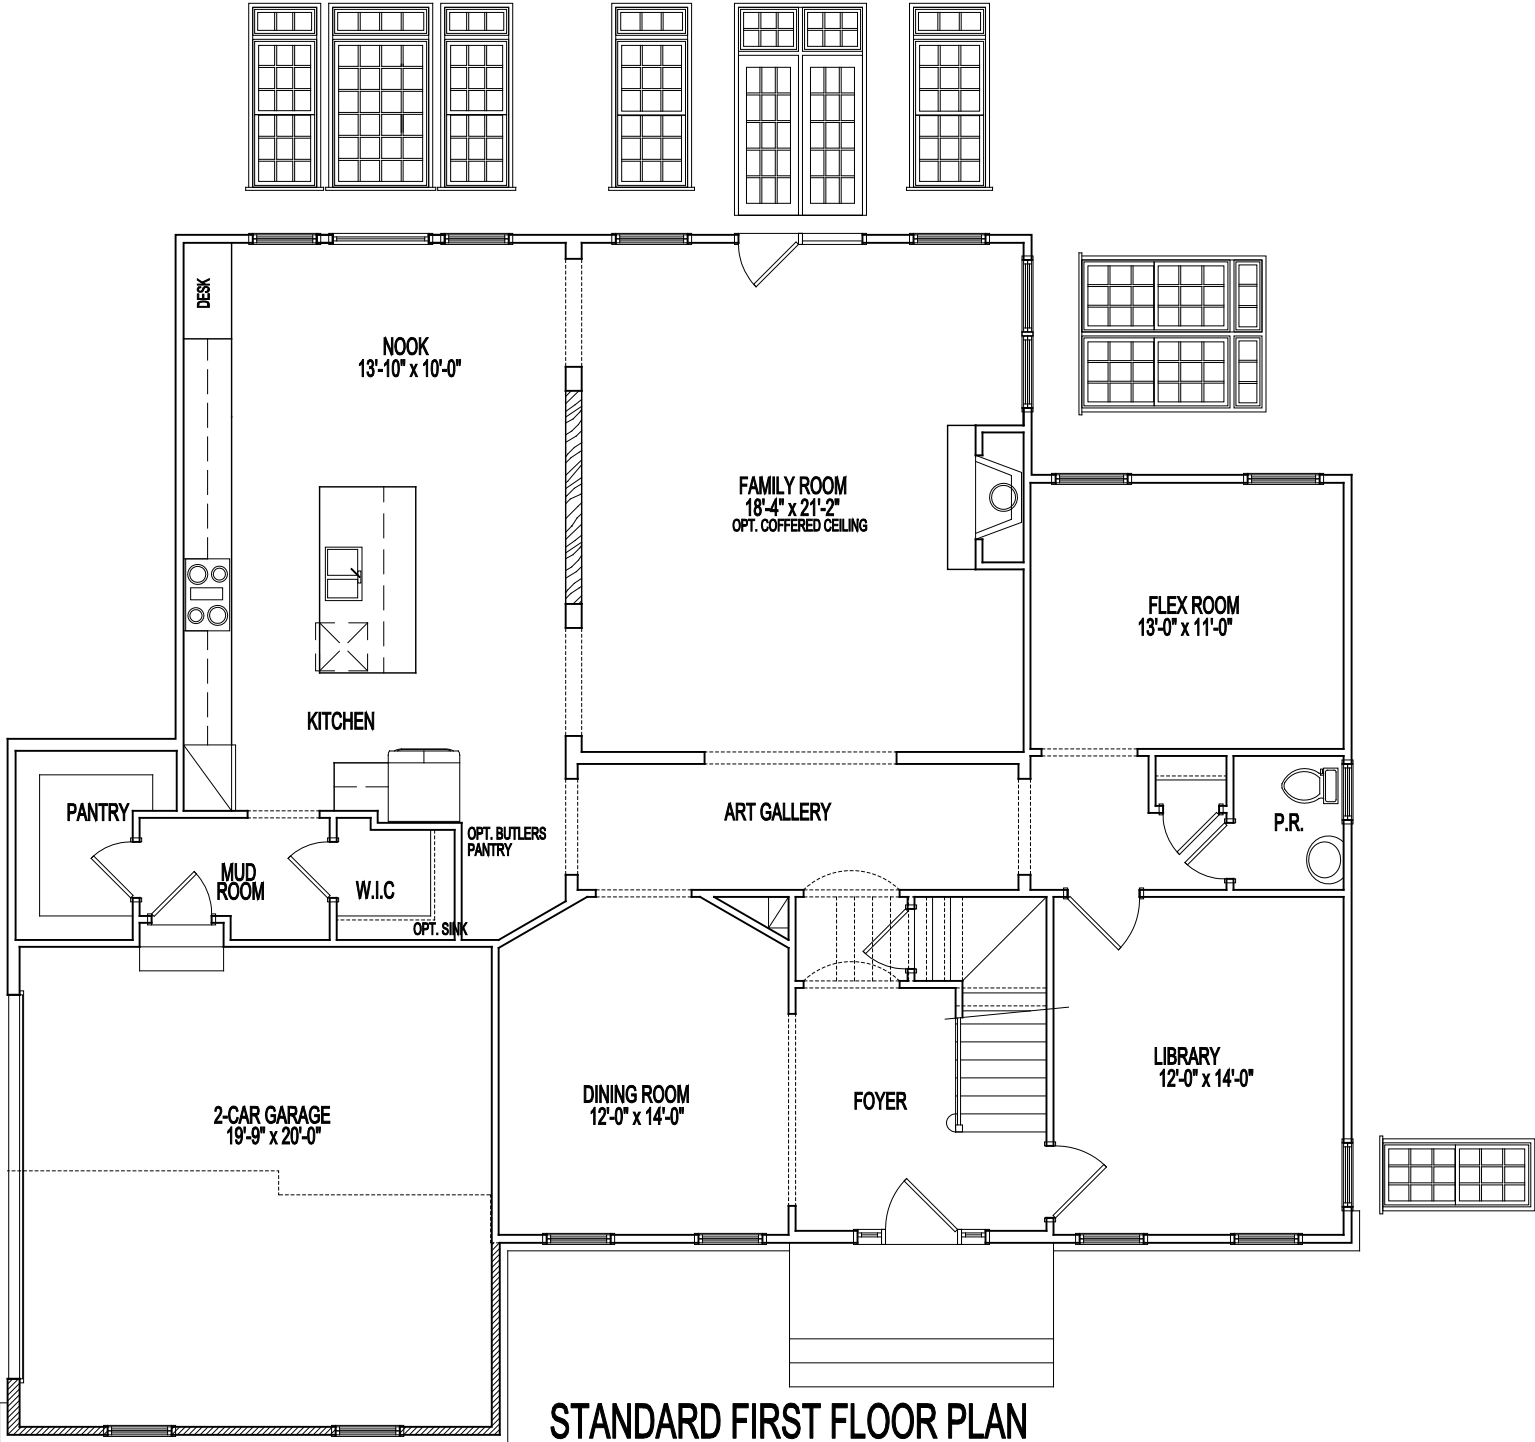 DESK
NOOK
13'-10" x 10'-0"
FAMILY ROOM
18'-4" x 21'-2"
OPT. COFFERED CEILING
FLEX ROOM
13'-0" x 11'-0"
KITCHEN
PANTRY
ART GALLERY
P.R.
OPT. BUTLERS
PANTRY
MUD
ROOM
W.I.C
OPT. SINK
LIBRARY
12'-0" x 14'-0"
DINING ROOM
12'-0" x 14'-0"
FOYER
2-CAR GARAGE
19'-9" x 20'-0"
STANDARD FIRST FLOOR PLAN